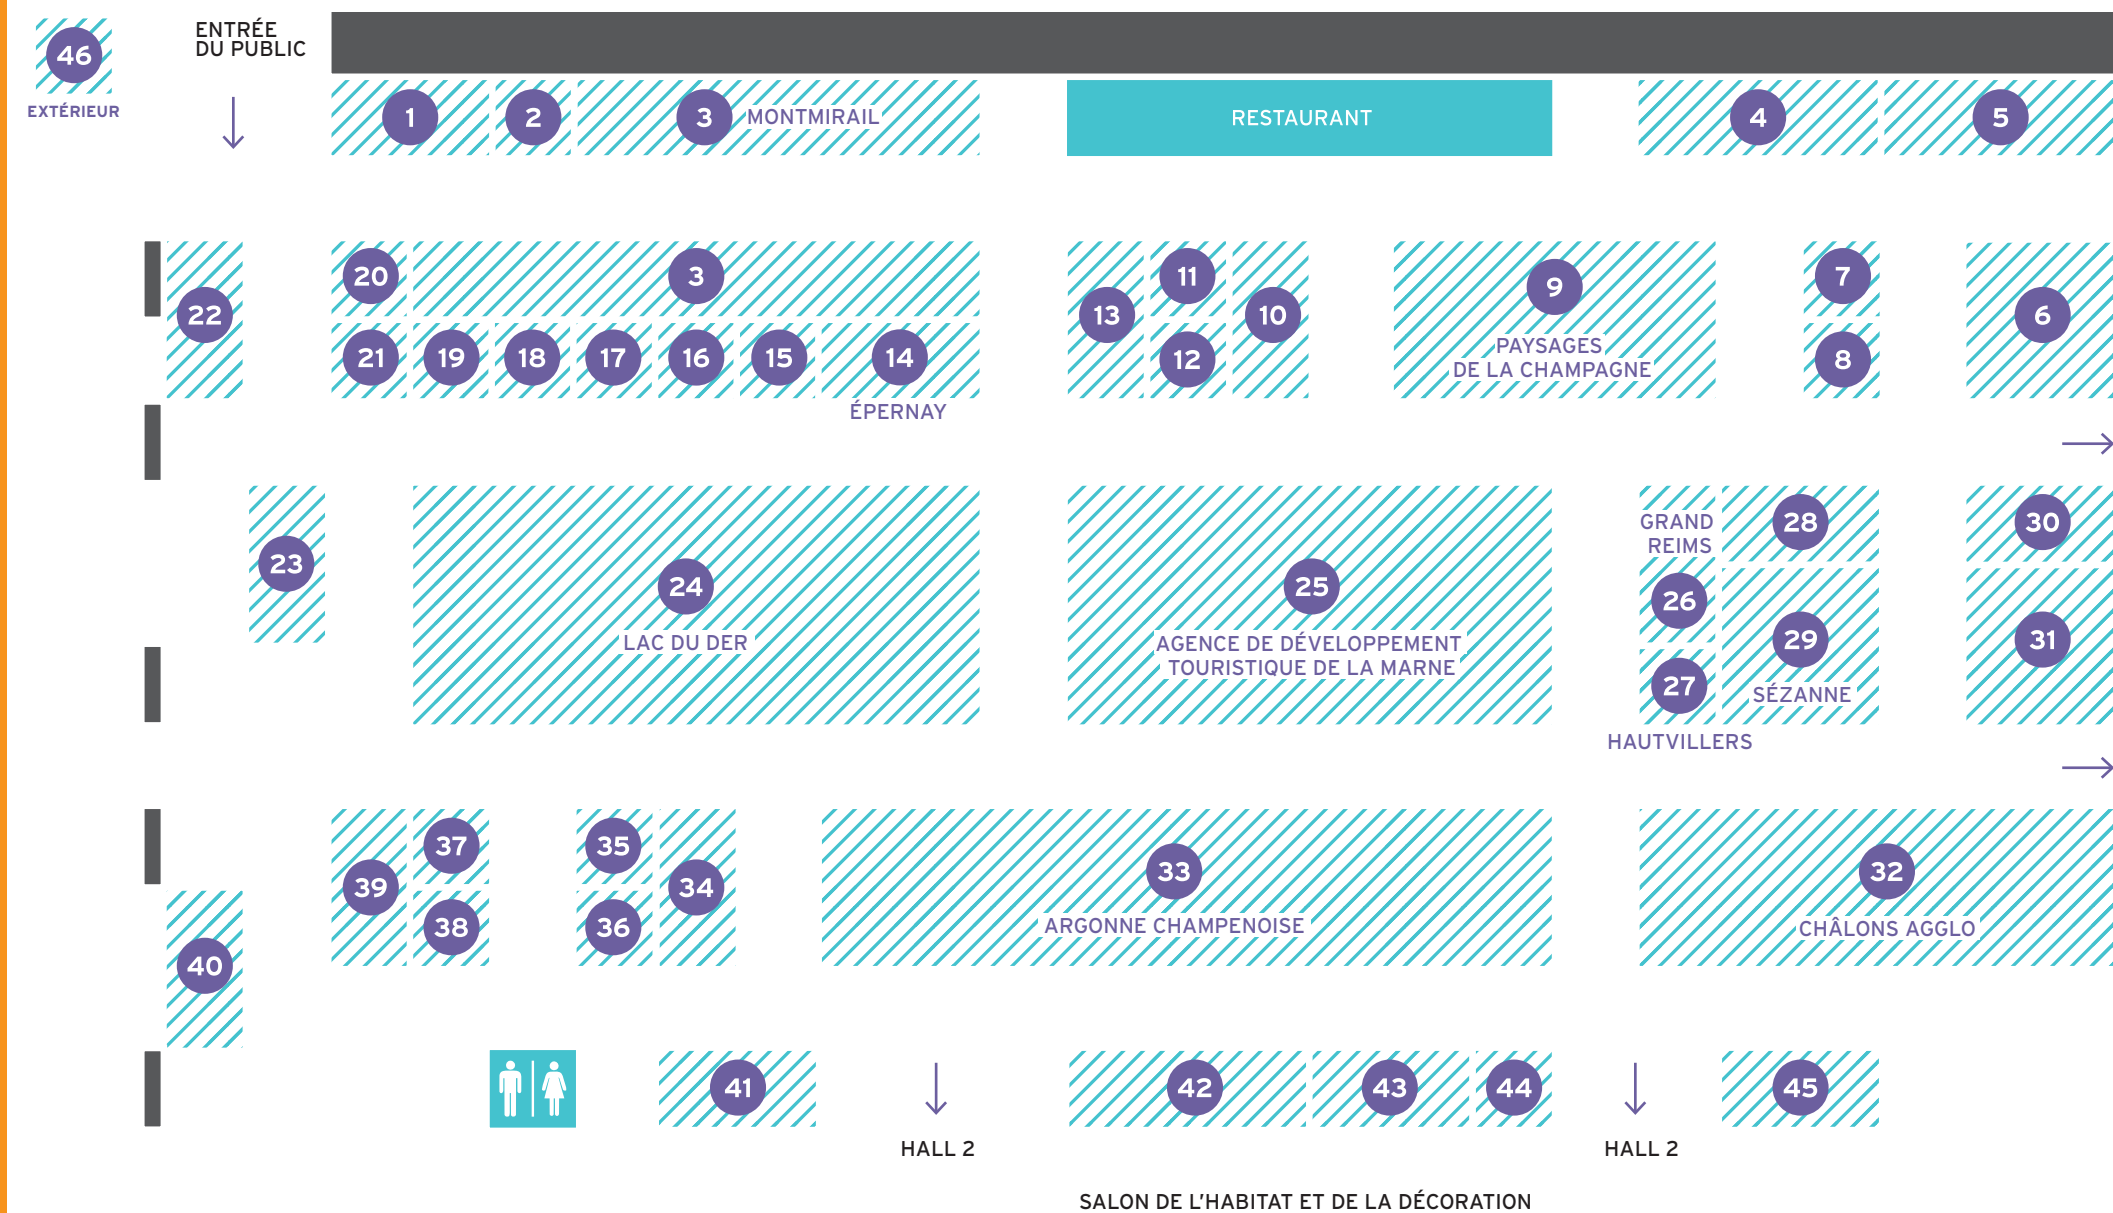 46
EXTÉRIEUR
ENTRÉE
DU PUBLIC
1
2
3 MONTMIRAIL
RESTAURANT
4
5
22
20
3
21
19
18
17
16
15
14
ÉPERNAY
13
11
12
10
9
PAYSAGES
DE LA CHAMPAGNE
7
8
6
23
24
LAC DU DER
25
AGENCE DE DÉVELOPPEMENT
TOURISTIQUE DE LA MARNE
GRAND
REIMS
26
27
HAUTVILLERS
28
29
SÉZANNE
30
31
40
39
37
38
35
36
34
33
ARGONNE CHAMPENOISE
32
CHÂLONS AGGLO
41
HALL 2
42
43
44
HALL 2
45
SALON DE L'HABITAT ET DE LA DÉCORATION